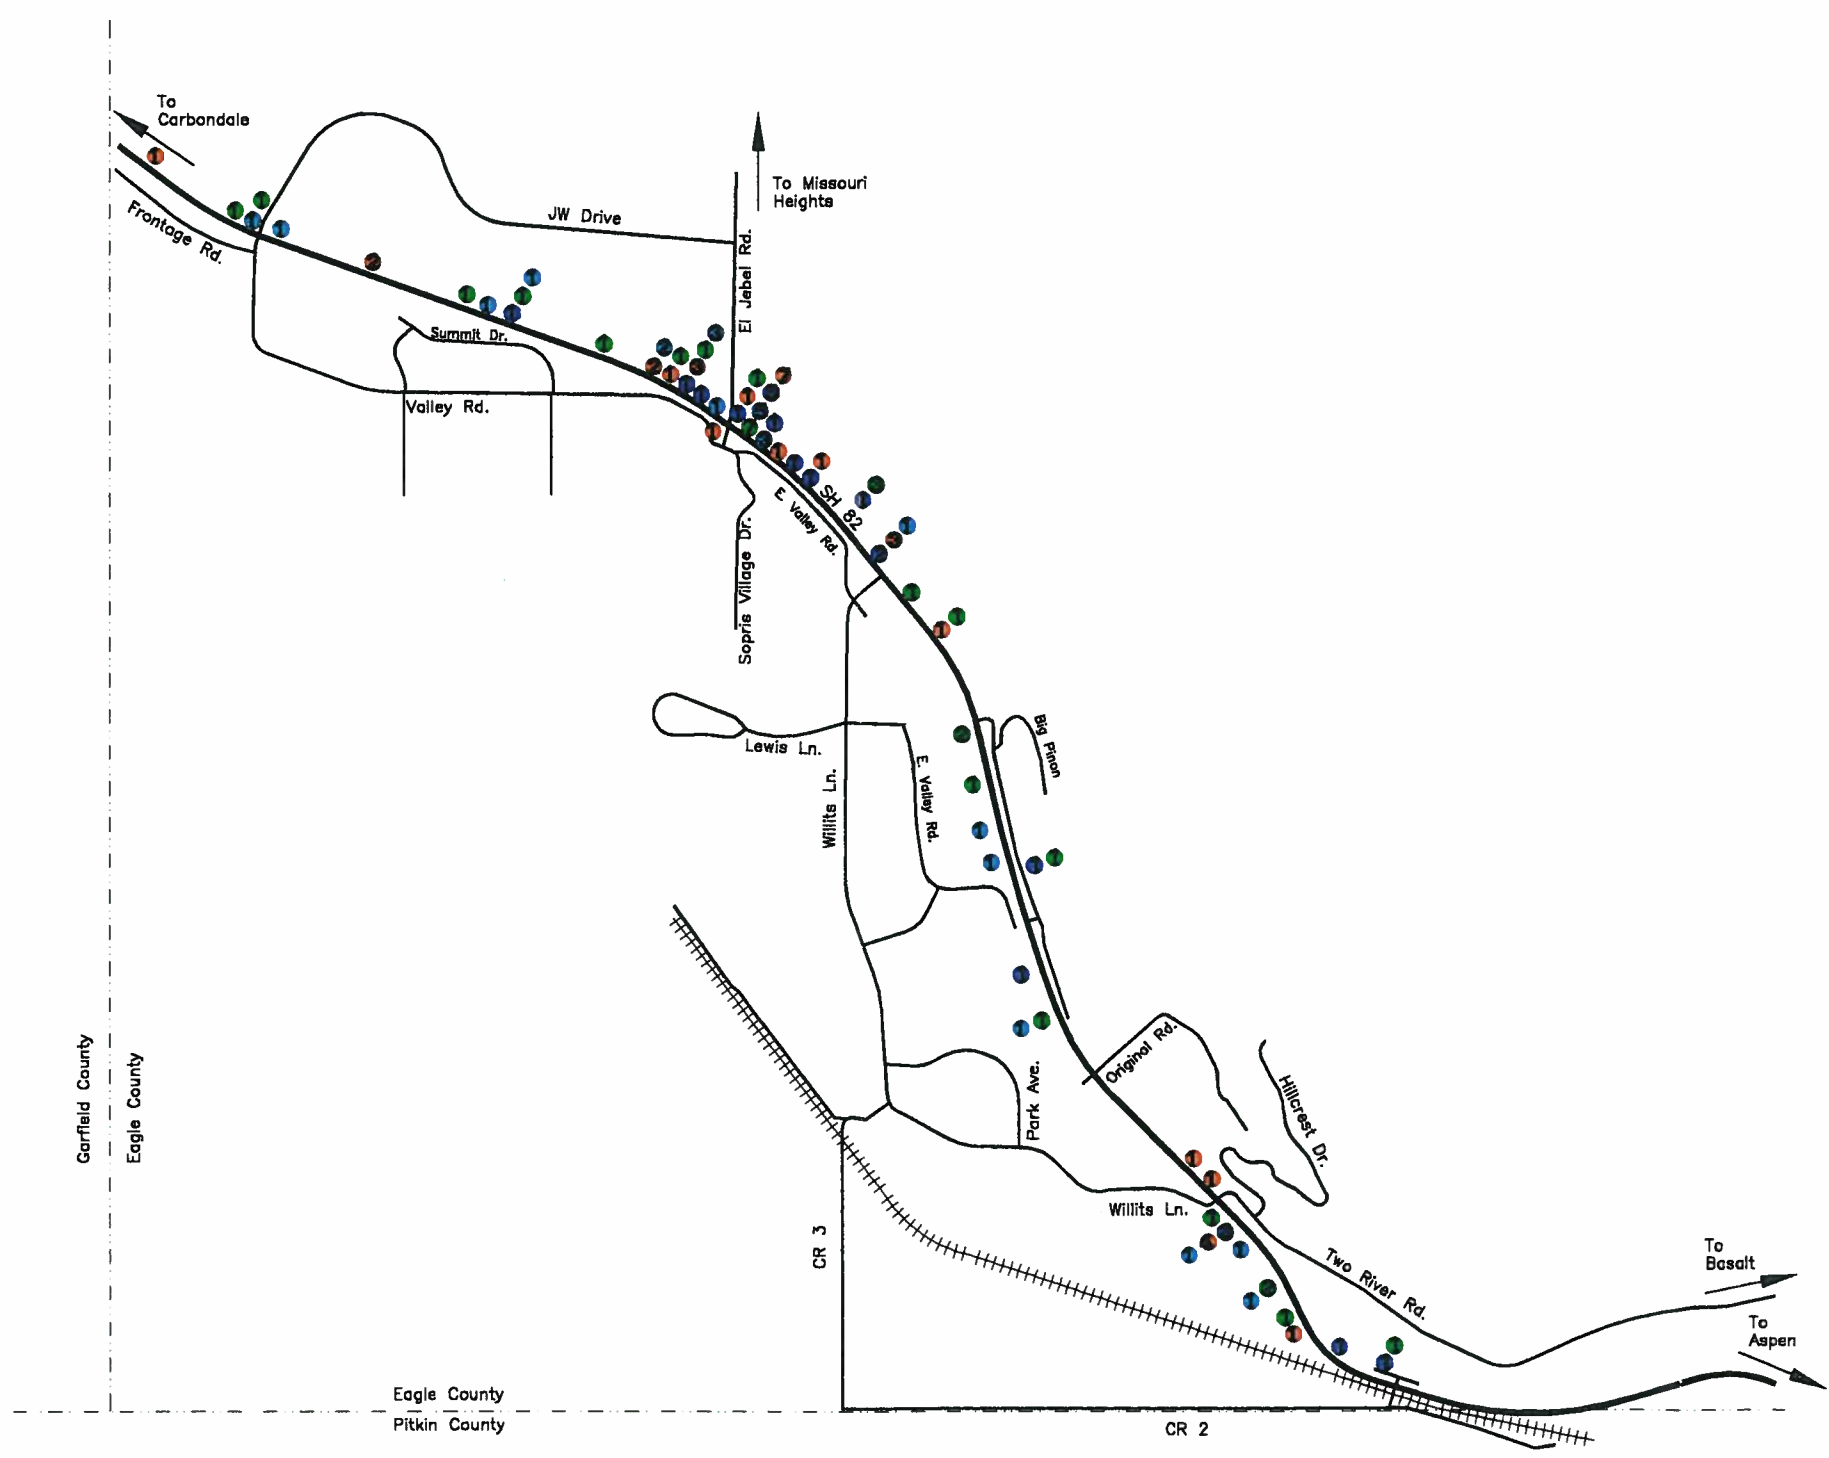 To
Carbondale
To Missouri
Heights
JW Drive
Frontage Rd.
El Jebel Rd.
Summit Dr.
Valley Rd.
SH 82
E. Valley Rd.
Sopris Village Dr.
Big Pinon
Lewis Ln.
E. Valley Rd.
Willits Ln.
Original Rd.
Park Ave.
Hillcrest Dr.
Garfield County
Eagle County
Willits Ln.
CR 3
Two River Rd.
To
Basalt
To
Aspen
Eagle County
Pitkin County
CR 2